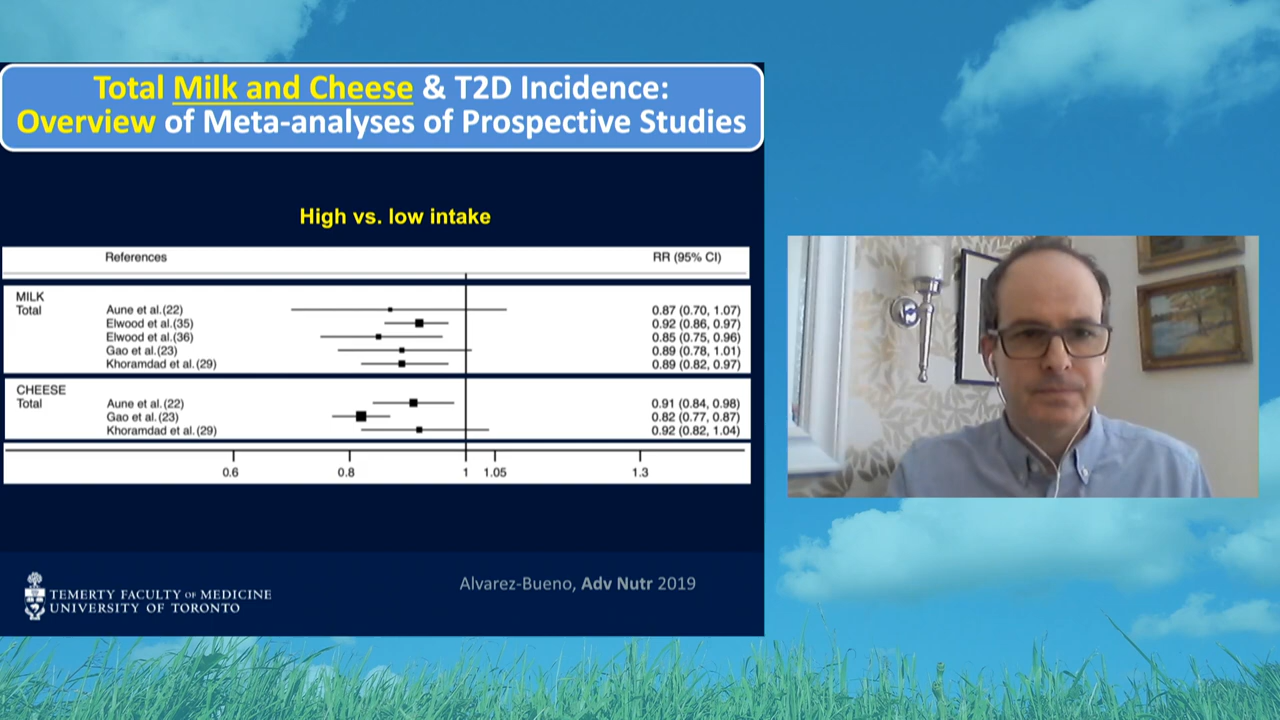 Total Milk and Cheese & T2D Incidence:
Overview of Meta-analyses of Prospective Studies
High vs. low intake
References RR (95% CI)
MILK
Total Aune et al.(22) 0.87 (0.70, 1.07)
Elwood et al.(35) 0.92 (0.86, 0.97)
Elwood et al.(36) 0.85 (0.75, 0.96)
Gao et al.(23) 0.89 (0.78, 1.01)
Khoramdad et al.(29) 0.89 (0.82, 0.97)
CHEESE
Total Aune et al.(22) 0.91 (0.84, 0.98)
Gao et al.(23) 0.82 (0.77, 0.87)
Khoramdad et al.(29) 0.92 (0.82, 1.04)
0.6 0.8 1 1.05 1.3
Alvarez-Bueno, Adv Nutr 2019
TEMERTY FACULTY OF MEDICINE
UNIVERSITY OF TORONTO